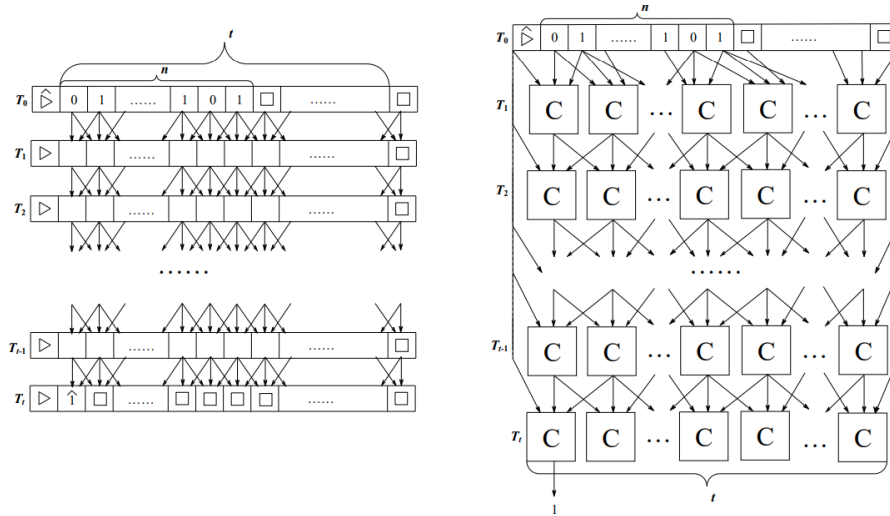 t
n
T₀ ▷̂ 0 1 ...... 1 0 1 □ ...... □
T₁ ▷ ...... ...... □
T₂ ▷ ...... ...... □
......
Tₜ₋₁ ▷ ...... ...... □
Tₜ ▷ 1̂ □ ...... □ □ □ □ ...... □
n
T₀ ▷̂ 0 1 ...... 1 0 1 □ ...... □
T₁ C C ... C C ... C
T₂ C C ... C C ... C
......
Tₜ₋₁ C C ... C C ... C
Tₜ C C ... C C ... C
t
1